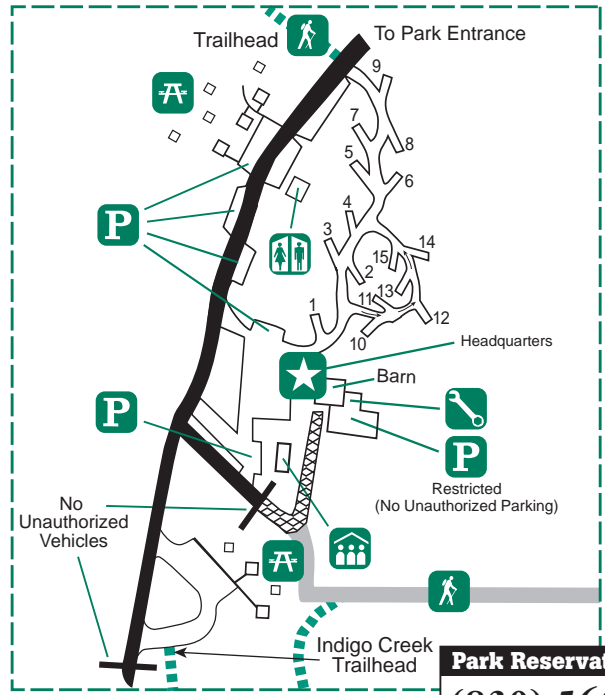 Trailhead
To Park Entrance
9
7
8
5
6
4
3
14
15
2
13
11
1
12
10
P
Headquarters
Barn
P
P
Restricted
(No Unauthorized Parking)
No
Unauthorized
Vehicles
Indigo Creek
Trailhead
Park Reservat